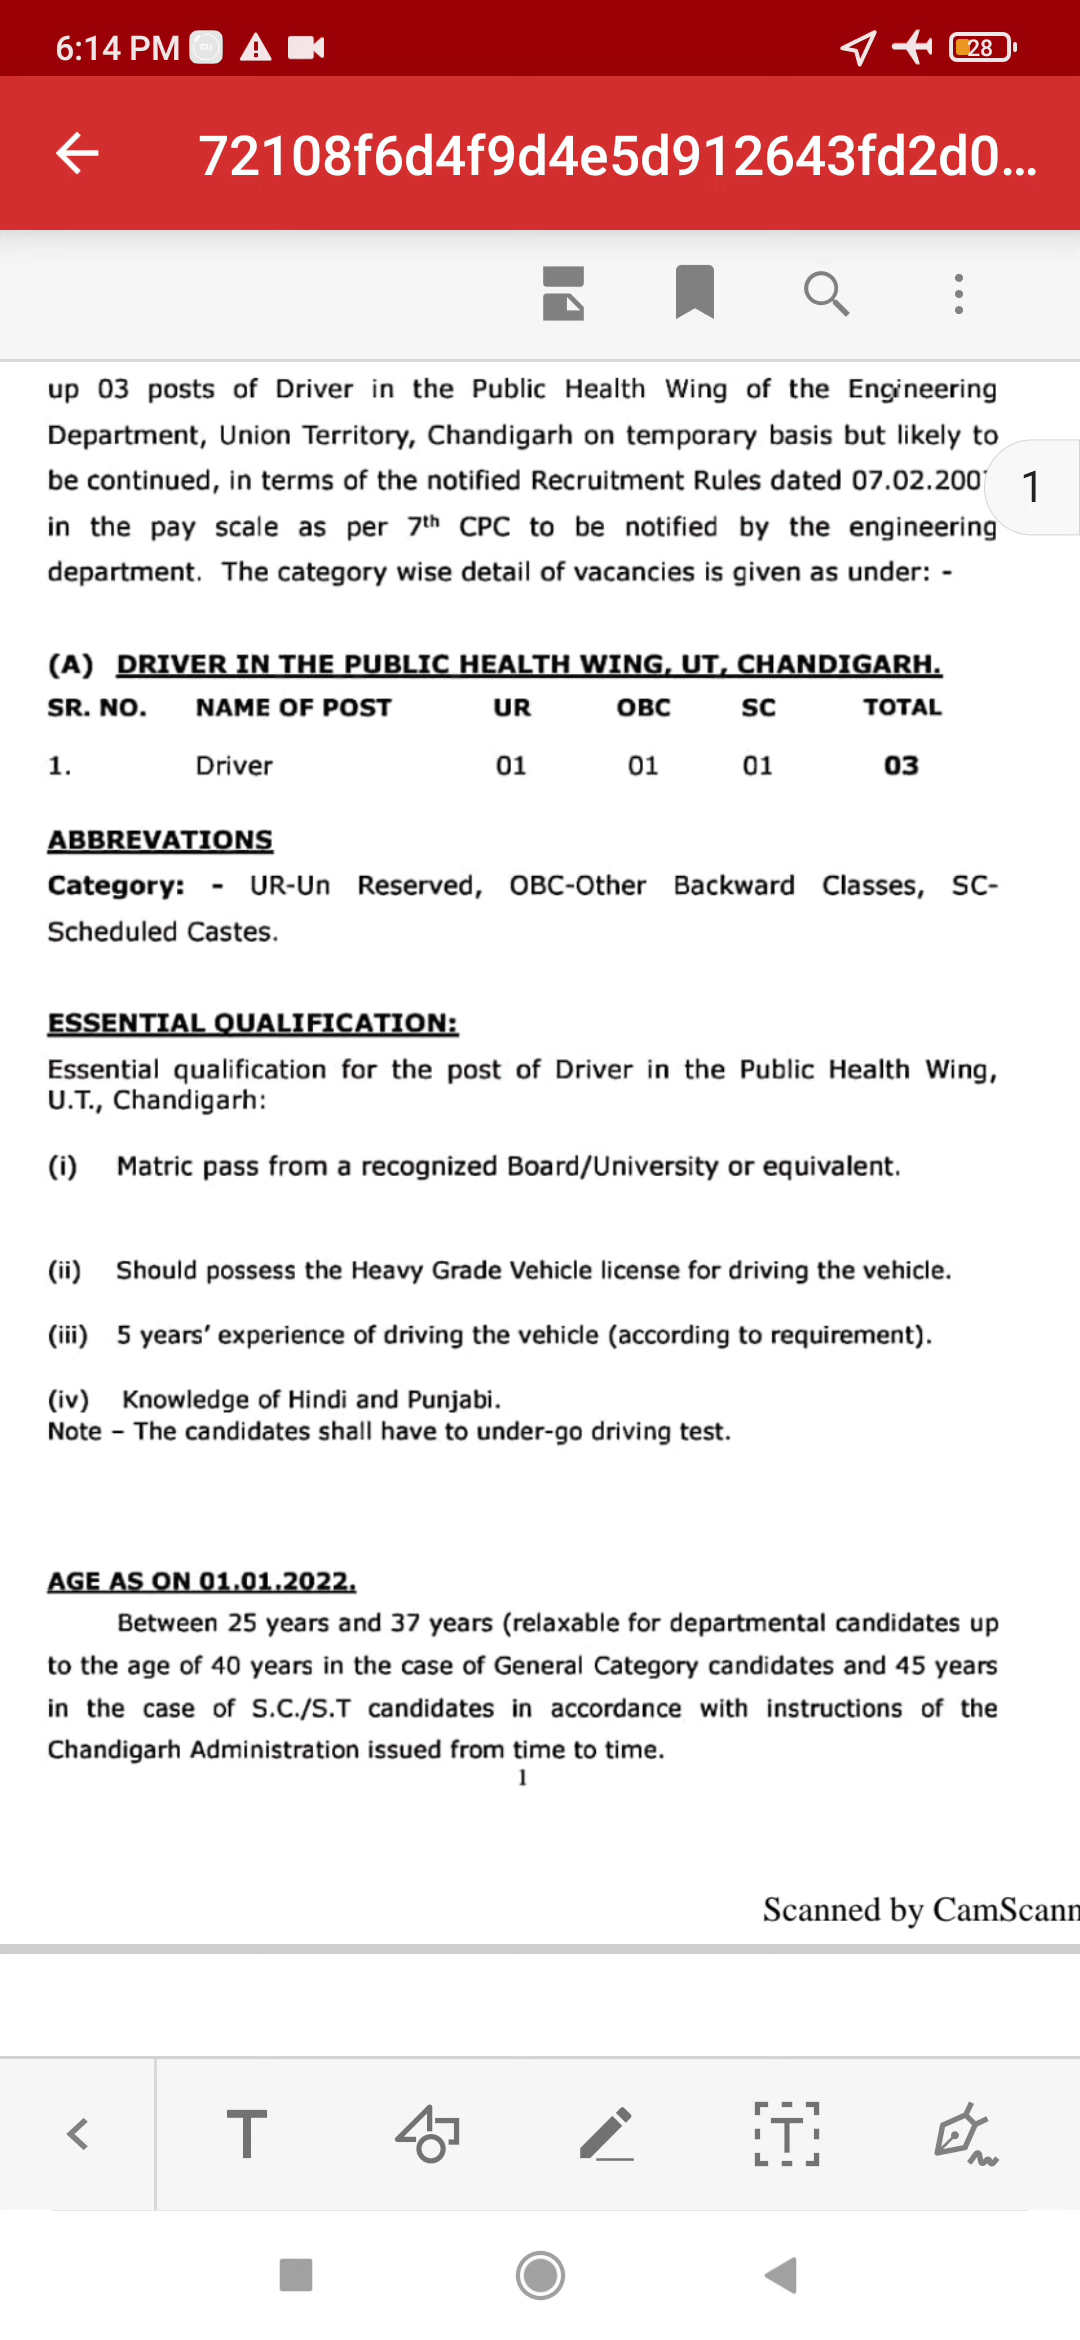 6:14 PM
28
72108f6d4f9d4e5d912643fd2d0...
up 03 posts of Driver in the Public Health Wing of the Engineering
Department, Union Territory, Chandigarh on temporary basis but likely to
be continued, in terms of the notified Recruitment Rules dated 07.02.200
1
in the pay scale as per 7th CPC to be notified by the engineering
department. The category wise detail of vacancies is given as under: -
(A) DRIVER IN THE PUBLIC HEALTH WING, UT, CHANDIGARH.
SR. NO. NAME OF POST UR OBC SC TOTAL
1. Driver 01 01 01 03
ABBREVATIONS
Category: - UR-Un Reserved, OBC-Other Backward Classes, SC-
Scheduled Castes.
ESSENTIAL QUALIFICATION:
Essential qualification for the post of Driver in the Public Health Wing,
U.T., Chandigarh:
(i) Matric pass from a recognized Board/University or equivalent.
(ii) Should possess the Heavy Grade Vehicle license for driving the vehicle.
(iii) 5 years’ experience of driving the vehicle (according to requirement).
(iv) Knowledge of Hindi and Punjabi.
Note – The candidates shall have to under-go driving test.
AGE AS ON 01.01.2022.
Between 25 years and 37 years (relaxable for departmental candidates up
to the age of 40 years in the case of General Category candidates and 45 years
in the case of S.C./S.T candidates in accordance with instructions of the
Chandigarh Administration issued from time to time.
1
Scanned by CamScann